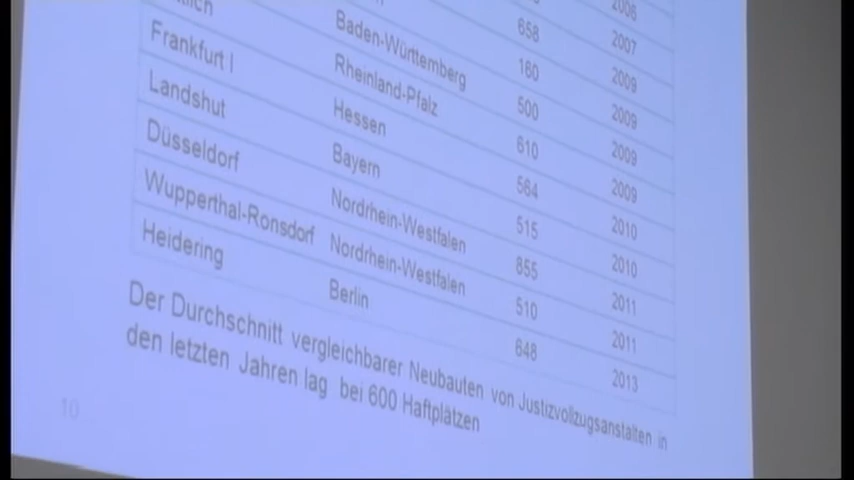 2006
2007
658 2009
160 2009
Baden-Württemberg 500 2009
Rheinland-Pfalz 610 2009
Frankfurt I Hessen 564 2010
Landshut Bayern 515 2010
Düsseldorf Nordrhein-Westfalen 855 2011
Wupperthal-Ronsdorf Nordrhein-Westfalen 510 2011
Heidering Berlin 648 2013
Der Durchschnitt vergleichbarer Neubauten von Justizvollzugsanstalten in
den letzten Jahren lag bei 600 Haftplätzen
10